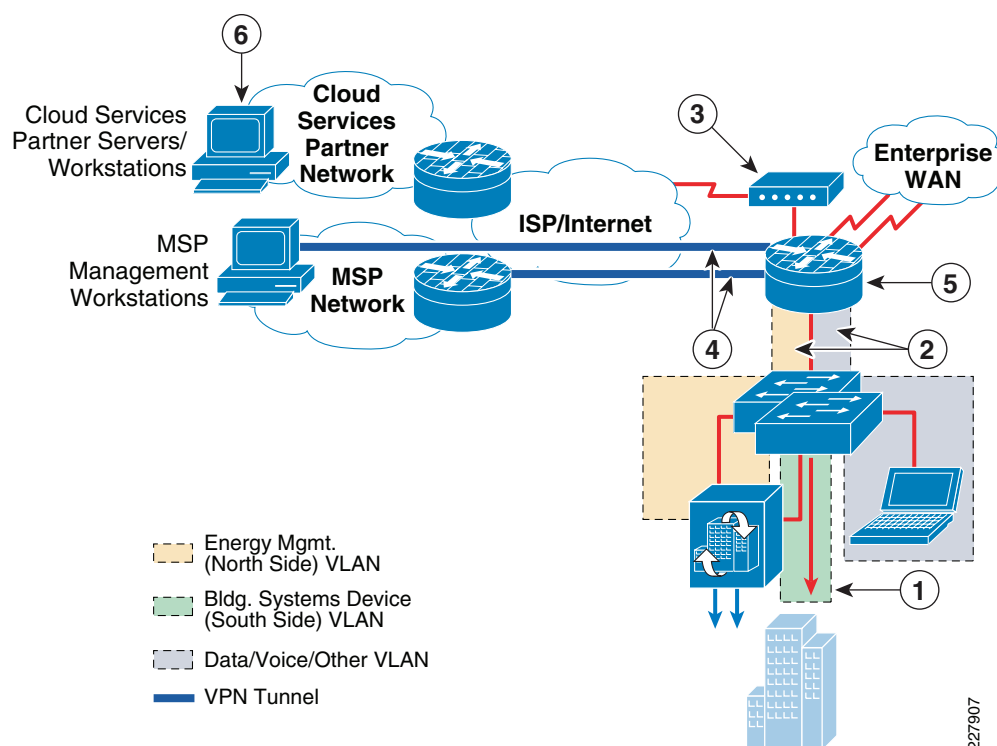 6
Cloud Services
Partner Servers/
Workstations
Cloud
Services
Partner
Network
3
Enterprise
WAN
ISP/Internet
MSP
Management
Workstations
MSP
Network
5
4
2
Energy Mgmt.
(North Side) VLAN
Bldg. Systems Device
(South Side) VLAN
1
Data/Voice/Other VLAN
VPN Tunnel
227907